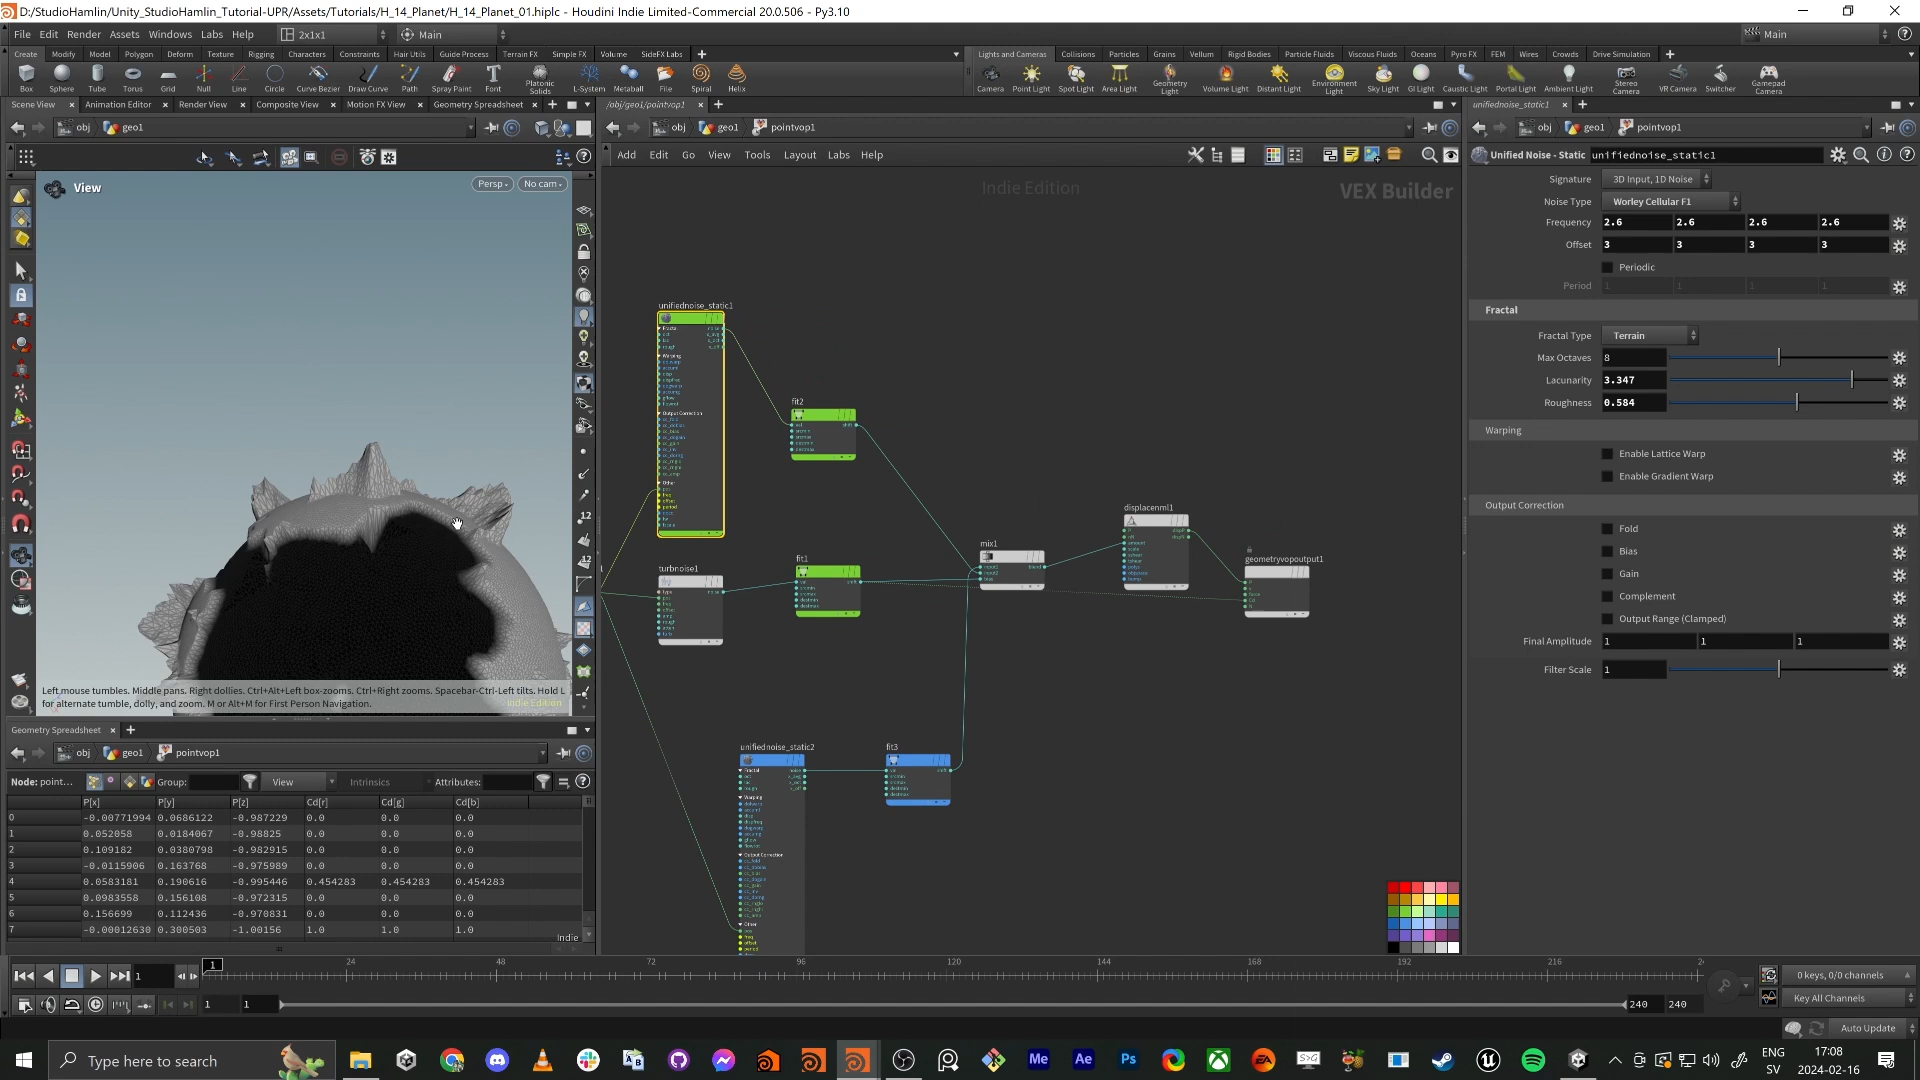 D:/StudioHamlin/Unity_StudioHamlin_Tutorial-UPR/Assets/Tutorials/H_14_Planet/H_14_Planet_01.hiplc - Houdini Indie Limited-Commercial 20.0.506 - Py3.10
File Edit Render Assets Windows Labs Help 2x1x1 Main Main
Create Modify Model Polygon Deform Texture Rigging Characters Constraints Hair Utils Guide Process Terrain FX Simple FX Volume SideFX Labs
Lights and Cameras Collisions Particles Grains Vellum Rigid Bodies Particle Fluids Viscous Fluids Oceans Pyro FX FEM Wires Crowds Drive Simulation
Box Sphere Tube Torus Grid Null Line Circle Curve Bezier Draw Curve Path Spray Paint Font Platonic Solids L-System Metaball File Spiral Helix
Camera Point Light Spot Light Area Light Geometry Light Volume Light Distant Light Environment Light Sky Light GI Light Caustic Light Portal Light Ambient Light Stereo Camera VR Camera Switcher Gamepad Camera
Scene View Animation Editor Render View Composite View Motion FX View Geometry Spreadsheet
/obj/geo1/pointvop1
unifiednoise_static1
obj geo1
obj geo1 pointvop1
obj geo1 pointvop1
Add Edit Go View Tools Layout Labs Help
Unified Noise - Static unifiednoise_static1
View Persp No cam
Indie Edition
VEX Builder
Signature 3D Input, 1D Noise
Noise Type Worley Cellular F1
Frequency 2.6 2.6 2.6 2.6
Offset 3 3 3 3
Periodic
Period 1 1 1 1
Fractal
Fractal Type Terrain
Max Octaves 8
Lacunarity 3.347
Roughness 0.584
Warping
Enable Lattice Warp
Enable Gradient Warp
Output Correction
Fold
Bias
Gain
Complement
Output Range (Clamped)
Final Amplitude 1 1 1
Filter Scale 1
unifiednoise_static1
fit2
displacenml1
mix1
geometryvopoutput1
fit1
turbnoise1
unifiednoise_static2
fit3
Left mouse tumbles. Middle pans. Right dollies. Ctrl+Alt+Left box-zooms. Ctrl+Right zooms. Spacebar-Ctrl-Left tilts. Hold L
for alternate tumble, dolly, and zoom. M or Alt+M for First Person Navigation.
Indie Edition
Geometry Spreadsheet
obj geo1 pointvop1
Node: point... Group: View Intrinsics Attributes:
P[x] P[y] P[z] Cd[r] Cd[g] Cd[b]
0 -0.00771994 0.0686122 -0.987229 0.0 0.0 0.0
1 0.052058 0.0184067 -0.98825 0.0 0.0 0.0
2 0.109182 0.0380798 -0.982915 0.0 0.0 0.0
3 -0.0115906 0.163768 -0.975989 0.0 0.0 0.0
4 0.0583181 0.190616 -0.995446 0.454283 0.454283 0.454283
5 0.0983558 0.156108 -0.972315 0.0 0.0 0.0
6 0.156699 0.112436 -0.970831 0.0 0.0 0.0
7 -0.00012630 0.300503 -1.00156 1.0 1.0 1.0
Indie
1 1 24 48 72 96 120 144 168 192 216
0 keys, 0/0 channels
1 1 240 240
Key All Channels
Auto Update
Type here to search
Me Ae Ps
ENG
SV
17:08
2024-02-16